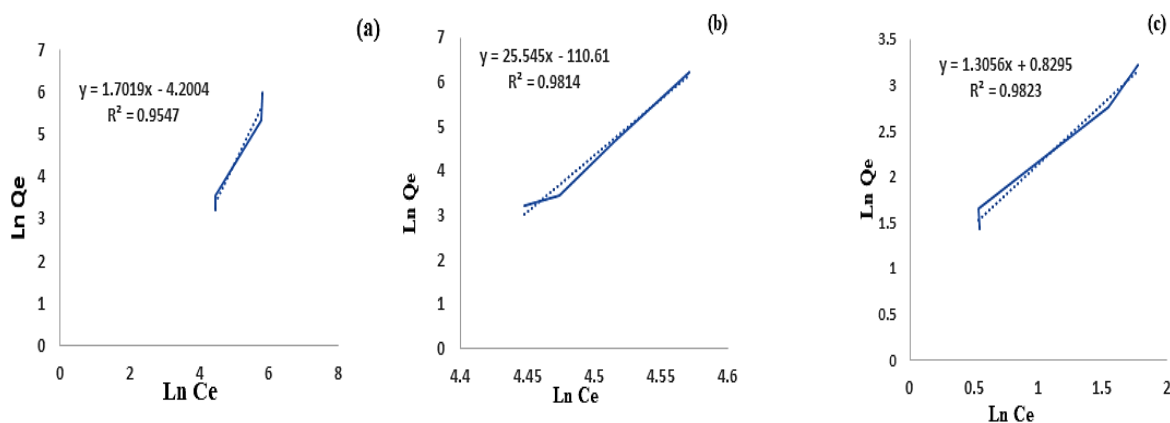 (a)
y = 1.7019x - 4.2004
R² = 0.9547
Ln Qe
7
6
5
4
3
2
1
0
0 2 4 6 8
Ln Ce
(b)
y = 25.545x - 110.61
R² = 0.9814
Ln Qe
7
6
5
4
3
2
1
0
4.4 4.45 4.5 4.55 4.6
Ln Ce
(c)
y = 1.3056x + 0.8295
R² = 0.9823
Ln Qe
3.5
3
2.5
2
1.5
1
0.5
0
0 0.5 1 1.5 2
Ln Ce